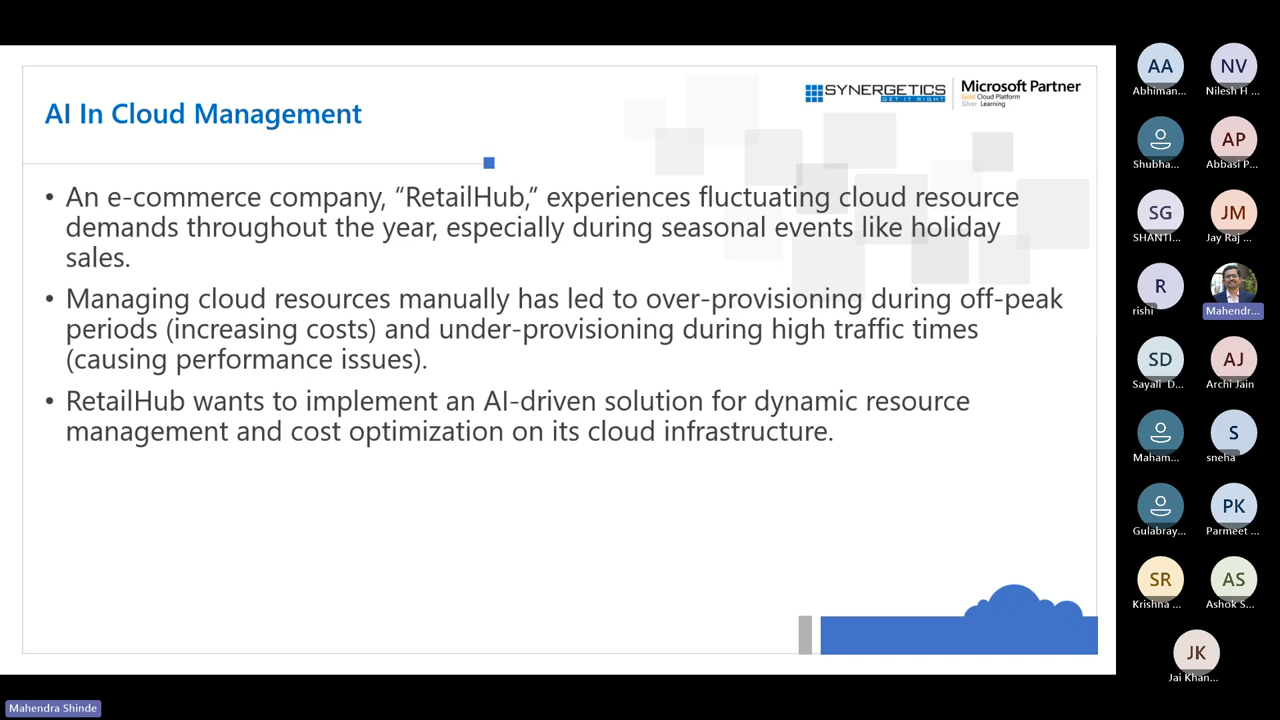 AI In Cloud Management
SYNERGETICS
GET IT RIGHT
Microsoft Partner
Gold Cloud Platform
Silver Learning
• An e-commerce company, “RetailHub,” experiences fluctuating cloud resource
demands throughout the year, especially during seasonal events like holiday
sales.
• Managing cloud resources manually has led to over-provisioning during off-peak
periods (increasing costs) and under-provisioning during high traffic times
(causing performance issues).
• RetailHub wants to implement an AI-driven solution for dynamic resource
management and cost optimization on its cloud infrastructure.
AA
Abhiman...
NV
Nilesh H ...
Shubha...
AP
Abbasi P...
SG
SHANTI...
JM
Jay Raj ...
R
rishi
Mahendr...
SD
Sayali D...
AJ
Archi Jain
Maham...
S
sneha
Gulabray...
PK
Parmeet ...
SR
Krishna ...
AS
Ashok S...
JK
Jai Khan...
Mahendra Shinde